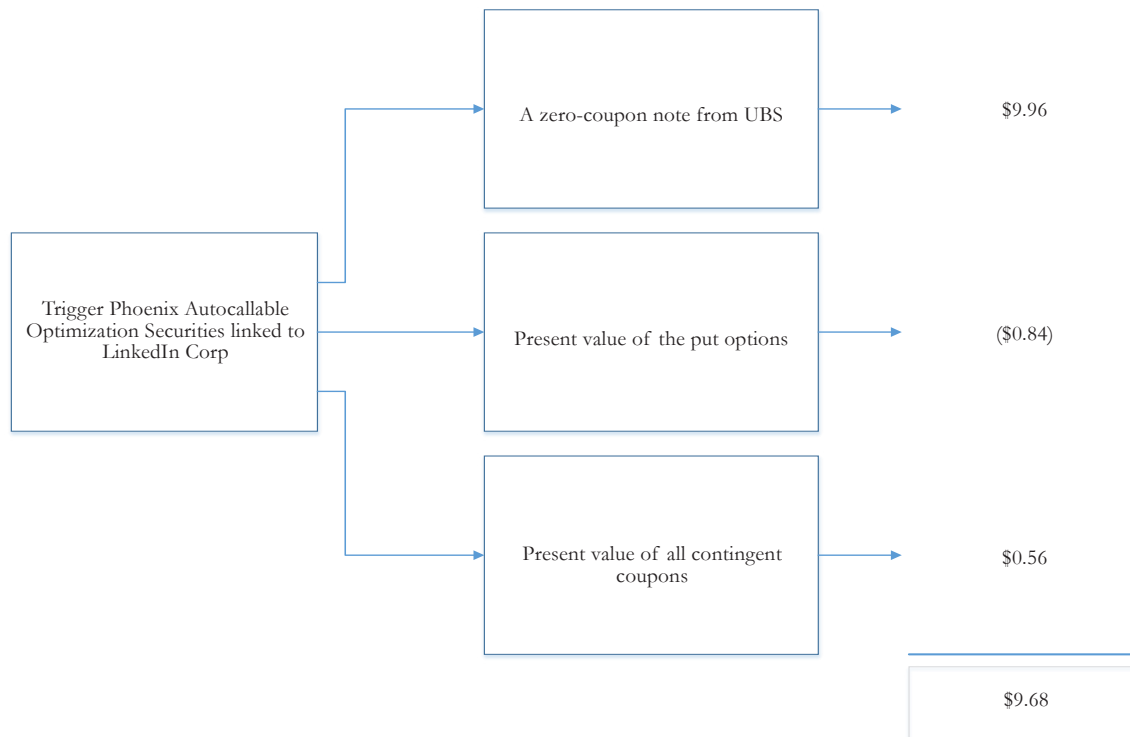 A zero-coupon note from UBS
$9.96
Trigger Phoenix Autocallable
Optimization Securities linked to
LinkedIn Corp
Present value of the put options
($0.84)
Present value of all contingent
coupons
$0.56
$9.68